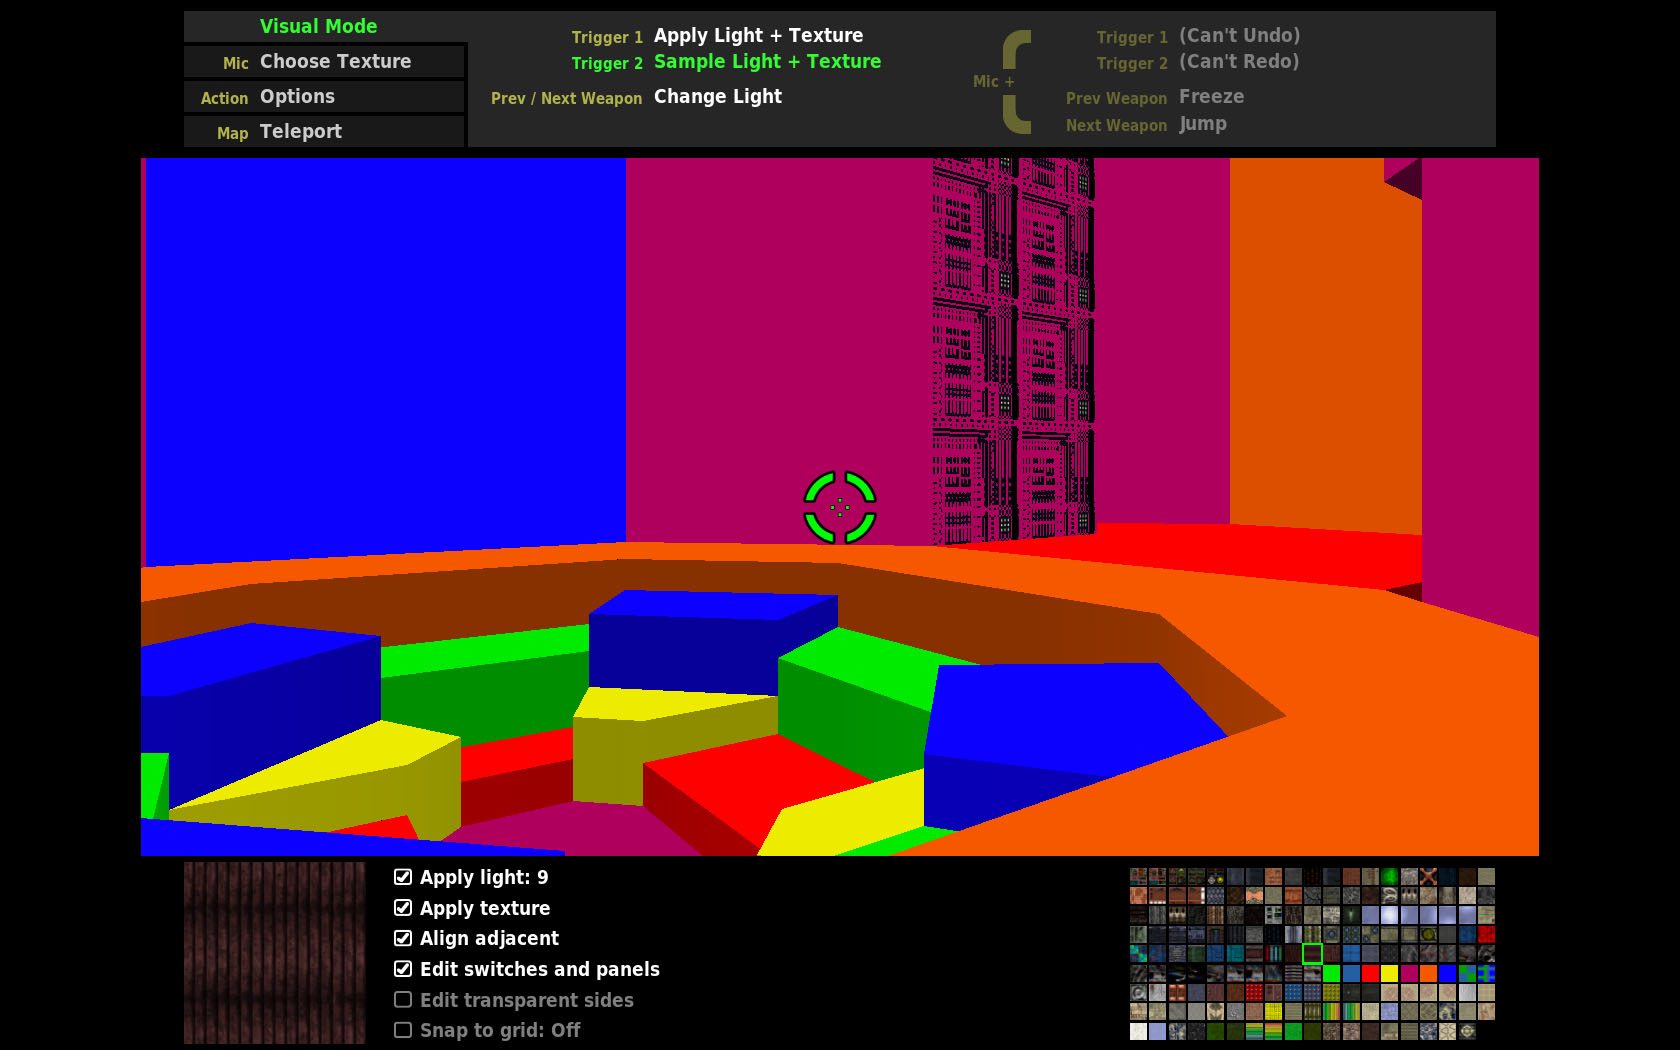 Visual Mode
Mic Choose Texture
Action Options
Map Teleport
Trigger 1 Apply Light + Texture
Trigger 2 Sample Light + Texture
Prev / Next Weapon Change Light
Mic +
Trigger 1 (Can't Undo)
Trigger 2 (Can't Redo)
Prev Weapon Freeze
Next Weapon Jump
Apply light: 9
Apply texture
Align adjacent
Edit switches and panels
Edit transparent sides
Snap to grid: Off